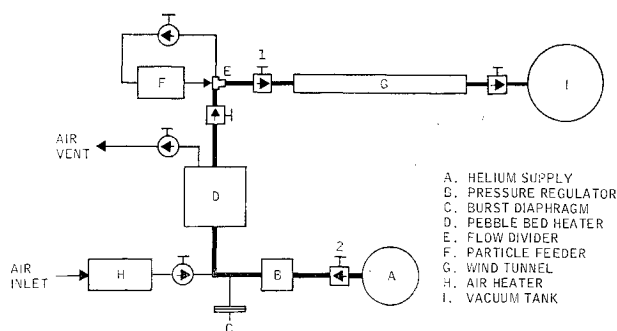 1
E
F
G
I
AIR
VENT
D
A. HELIUM SUPPLY
B. PRESSURE REGULATOR
C. BURST DIAPHRAGM
D. PEBBLE BED HEATER
E. FLOW DIVIDER
F. PARTICLE FEEDER
G. WIND TUNNEL
H. AIR HEATER
I. VACUUM TANK
2
AIR
INLET
H
B
A
C